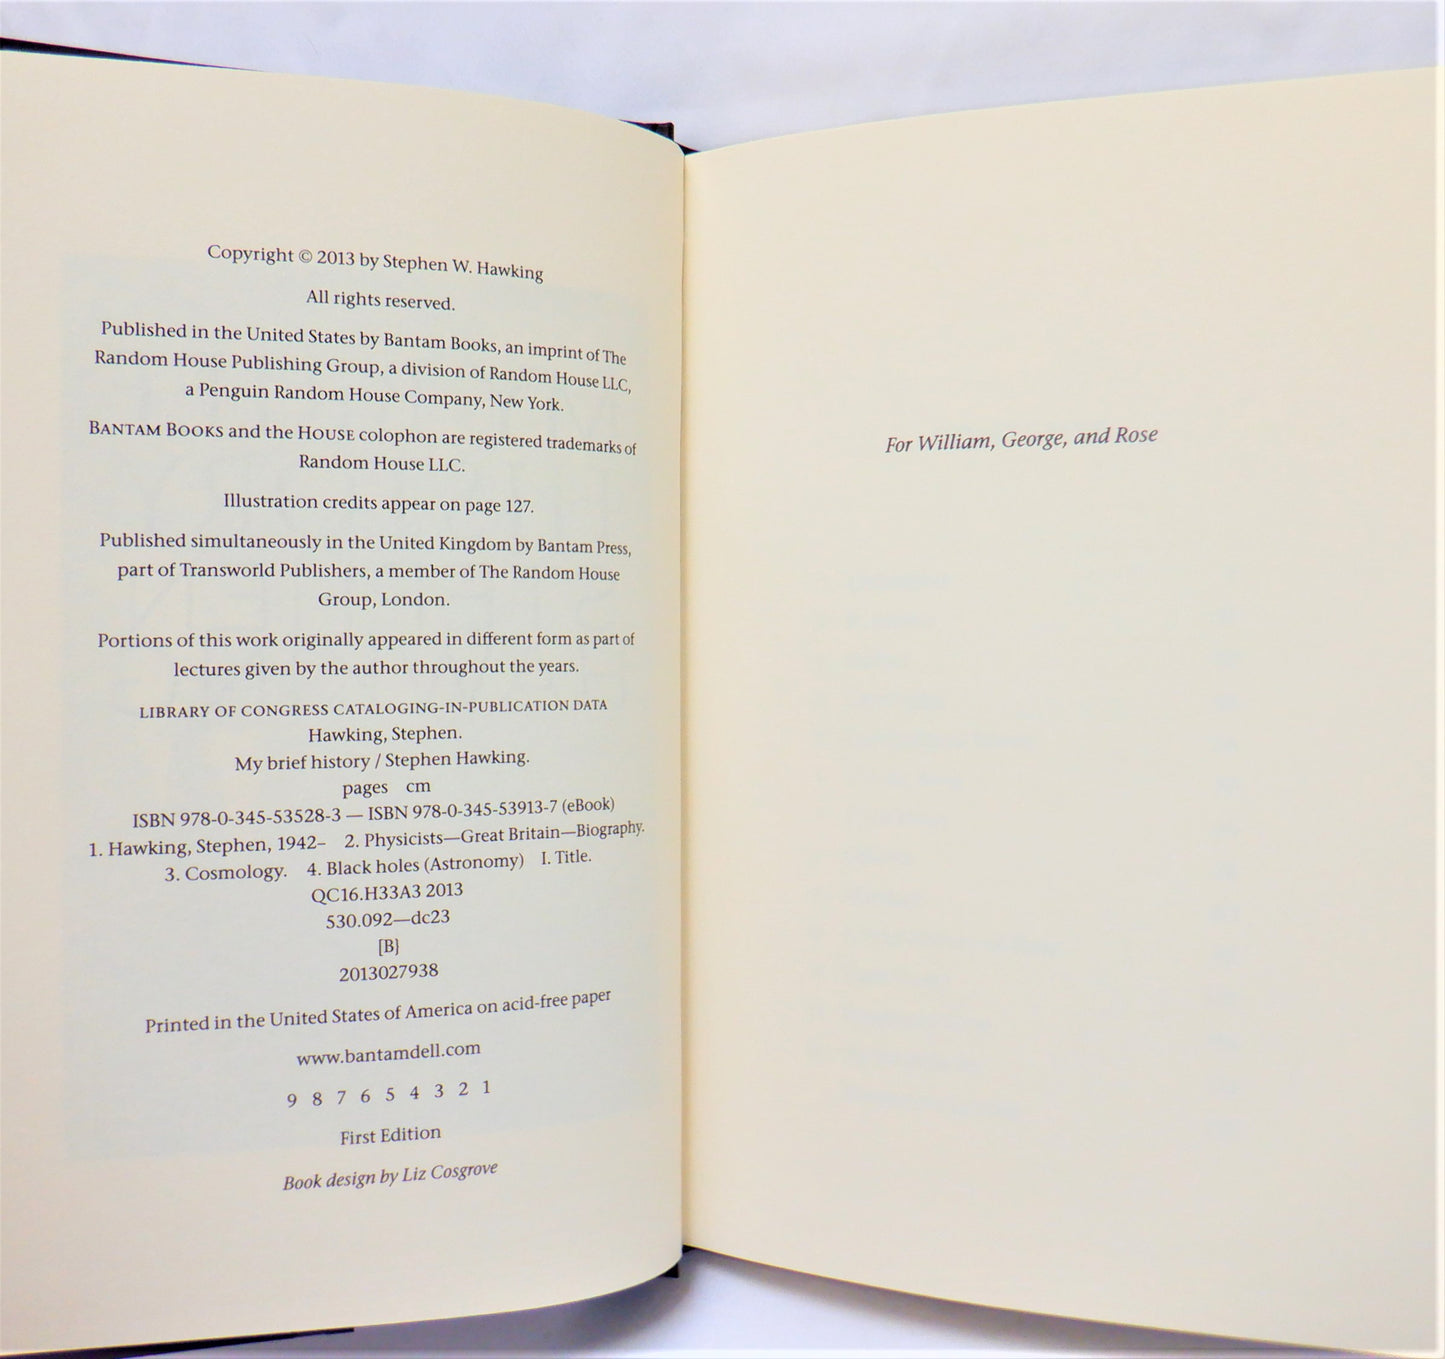 Copyright © 2013 by Stephen W. Hawking
All rights reserved.
Published in the United States by Bantam Books, an imprint of The
Random House Publishing Group, a division of Random House LLC,
a Penguin Random House Company, New York.
BANTAM BOOKS and the HOUSE colophon are registered trademarks of
Random House LLC.
Illustration credits appear on page 127.
Published simultaneously in the United Kingdom by Bantam Press,
part of Transworld Publishers, a member of The Random House
Group, London.
Portions of this work originally appeared in different form as part of
lectures given by the author throughout the years.
LIBRARY OF CONGRESS CATALOGING-IN-PUBLICATION DATA
Hawking, Stephen.
My brief history / Stephen Hawking.
pages cm
ISBN 978-0-345-53528-3 — ISBN 978-0-345-53913-7 (eBook)
1. Hawking, Stephen, 1942– 2. Physicists—Great Britain—Biography.
3. Cosmology. 4. Black holes (Astronomy) I. Title.
QC16.H33A3 2013
530.092—dc23
[B]
2013027938
Printed in the United States of America on acid-free paper
www.bantamdell.com
9 8 7 6 5 4 3 2 1
First Edition
Book design by Liz Cosgrove
For William, George, and Rose